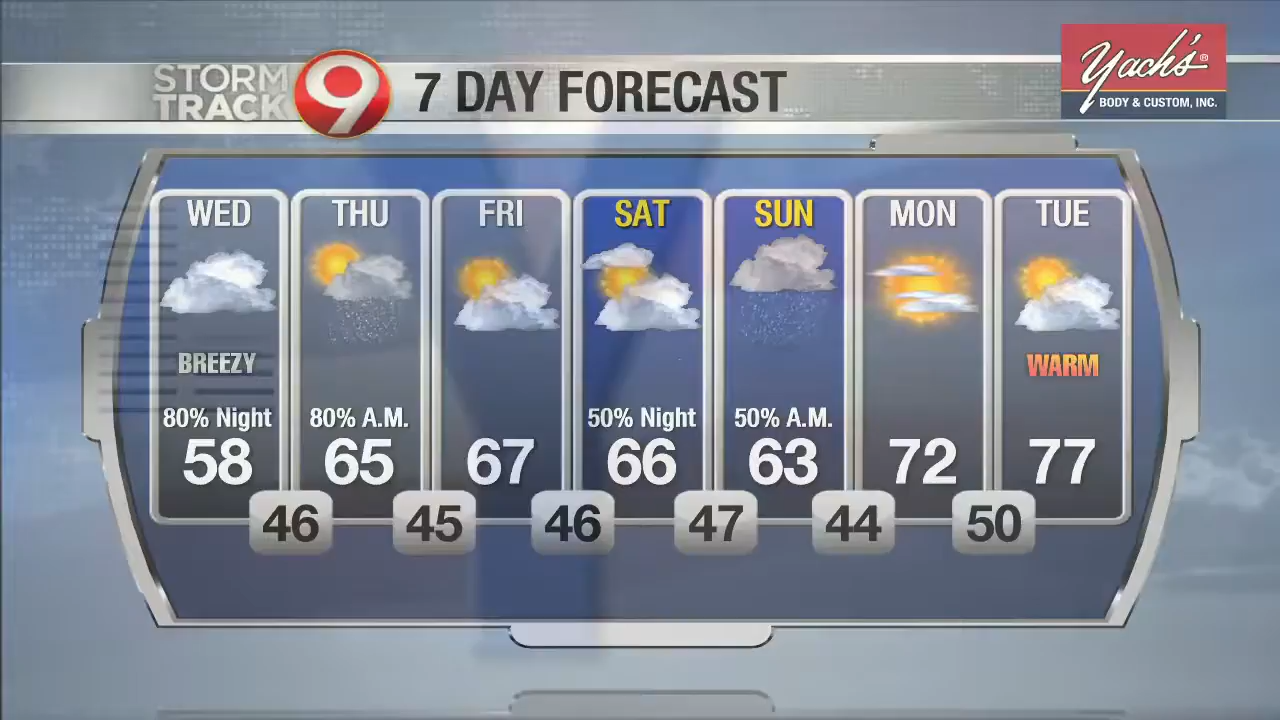 STORM
TRACK
9
7 DAY FORECAST
Yach's®
BODY & CUSTOM, INC.
WED
THU
FRI
SAT
SUN
MON
TUE
BREEZY
WARM
80% Night
80% A.M.
50% Night
50% A.M.
58
65
67
66
63
72
77
46
45
46
47
44
50